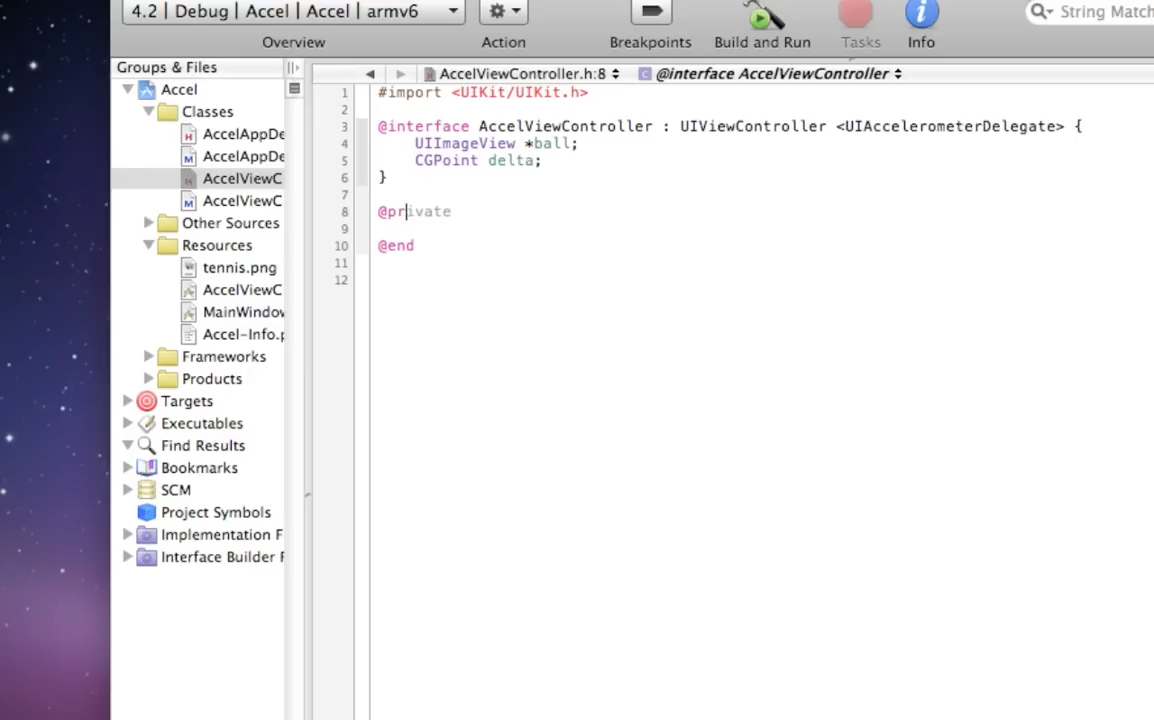 4.2 | Debug | Accel | Accel | armv6
Overview
Action
Breakpoints
Build and Run
Tasks
Info
String Match
Groups & Files
AccelViewController.h:8
@interface AccelViewController
Accel
Classes
AccelAppDe
AccelAppDe
AccelViewC
AccelViewC
Other Sources
Resources
tennis.png
AccelViewC
MainWindow
Accel-Info.p
Frameworks
Products
Targets
Executables
Find Results
Bookmarks
SCM
Project Symbols
Implementation F
Interface Builder F
1 #import <UIKit/UIKit.h>
2
3 @interface AccelViewController : UIViewController <UIAccelerometerDelegate> {
4 UIImageView *ball;
5 CGPoint delta;
6 }
7
8 @private
9
10 @end
11
12